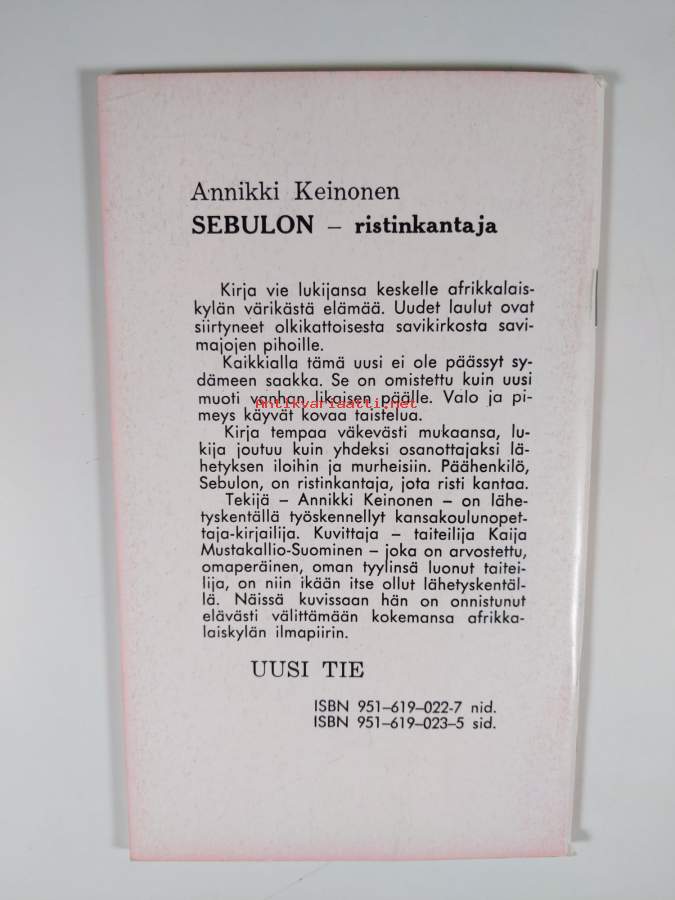 Annikki Keinonen
SEBULON – ristinkantaja
Kirja vie lukijansa keskelle afrikkalais-
kylän värikästä elämää. Uudet laulut ovat
siirtyneet olkikattoisesta savikirkosta savi-
majojen pihoille.
Kaikkialla tämä uusi ei ole päässyt sy-
dämeen saakka. Se on omistettu kuin uusi
muoti vanhan likaisen päälle. Valo ja pi-
Antikvariaatti.net
meys käyvät kovaa taistelua.
Kirja tempaa väkevästi mukaansa, lu-
kija joutuu kuin yhdeksi osanottajaksi lä-
hetyksen iloihin ja murheisiin. Päähenkilö,
Sebulon, on ristinkantaja, jota risti kantaa.
Tekijä – Annikki Keinonen – on lähe-
tyskentällä työskennellyt kansakoulunopet-
taja-kirjailija. Kuvittaja – taiteilija Kaija
Mustakallio-Suominen – joka on arvostettu,
omaperäinen, oman tyylinsä luonut taitei-
lija, on niin ikään itse ollut lähetyskentäl-
lä. Näissä kuvissaan hän on onnistunut
elävästi välittämään kokemansa afrikka-
laiskylän ilmapiirin.
UUSI TIE
ISBN 951–619–022-7 nid.
ISBN 951–619–023–5 sid.